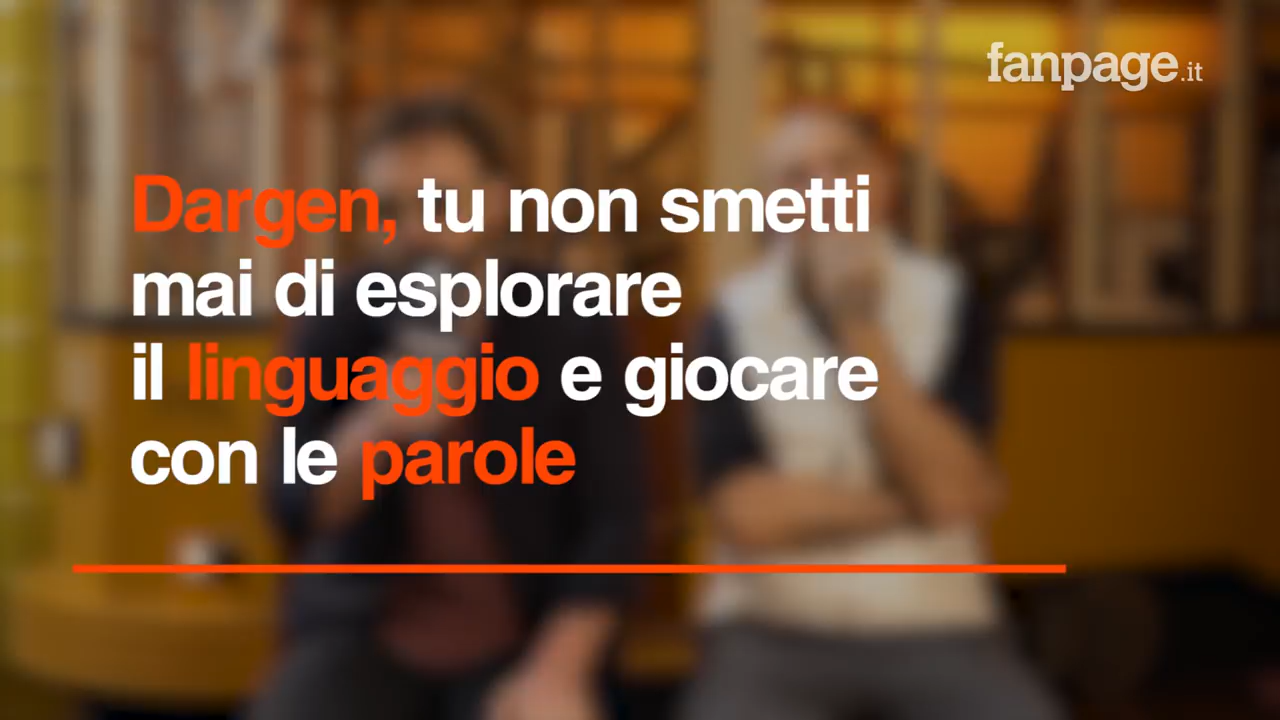 fanpage.it
Dargen, tu non smetti
mai di esplorare
il linguaggio e giocare
con le parole